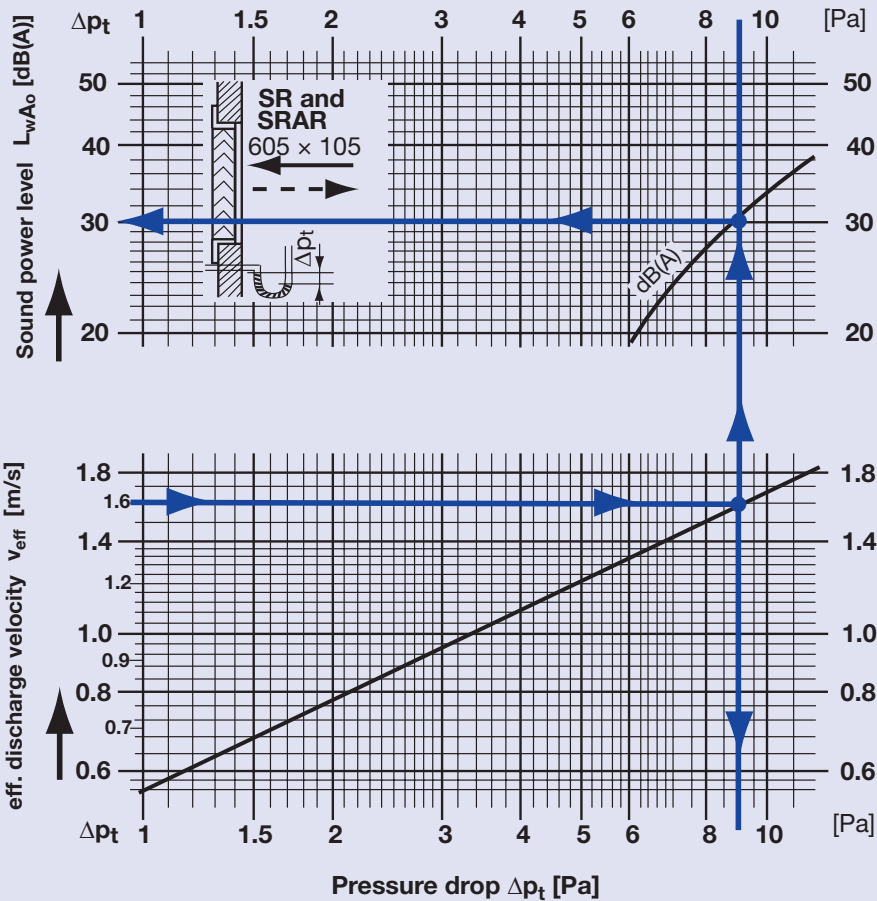 Δpt 1 1.5 2 3 4 5 6 8 10 [Pa]
Sound power level LwAo [dB(A)]
50 50
40 40
30 30
20 20
SR and
SRAR
605 × 105
Δpt
dB(A)
eff. discharge velocity veff [m/s]
1.8 1.8
1.6
1.4 1.4
1.2
1.0 1.0
0.9
0.8 0.8
0.7
0.6 0.6
Δpt 1 1.5 2 3 4 5 6 8 10 [Pa]
Pressure drop Δpt [Pa]